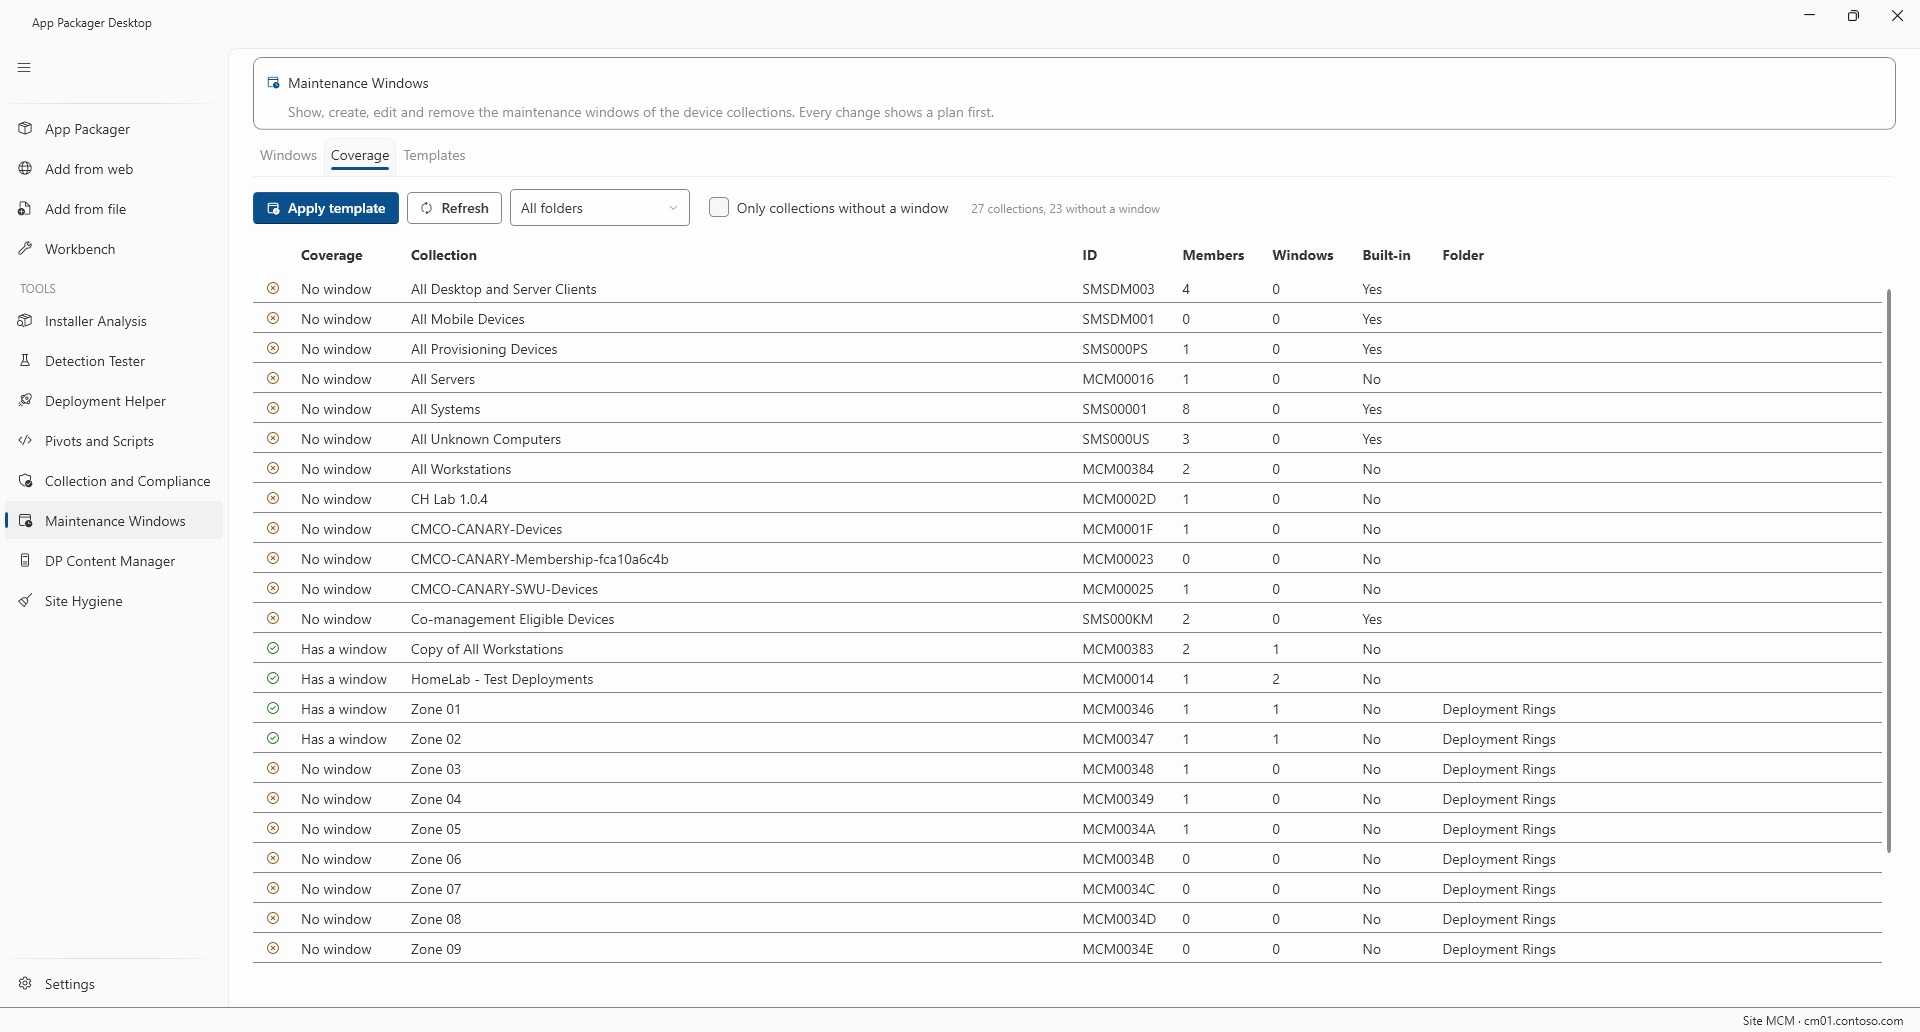 App Packager Desktop
App Packager
Add from web
Add from file
Workbench
TOOLS
Installer Analysis
Detection Tester
Deployment Helper
Pivots and Scripts
Collection and Compliance
Maintenance Windows
DP Content Manager
Site Hygiene
Settings
Maintenance Windows
Show, create, edit and remove the maintenance windows of the device collections. Every change shows a plan first.
Windows Coverage Templates
Apply template Refresh All folders Only collections without a window 27 collections, 23 without a window
Coverage Collection ID Members Windows Built-in Folder
No window All Desktop and Server Clients SMSDM003 4 0 Yes
No window All Mobile Devices SMSDM001 0 0 Yes
No window All Provisioning Devices SMS000PS 1 0 Yes
No window All Servers MCM00016 1 0 No
No window All Systems SMS00001 8 0 Yes
No window All Unknown Computers SMS000US 3 0 Yes
No window All Workstations MCM00384 2 0 No
No window CH Lab 1.0.4 MCM0002D 1 0 No
No window CMCO-CANARY-Devices MCM0001F 1 0 No
No window CMCO-CANARY-Membership-fca10a6c4b MCM00023 0 0 No
No window CMCO-CANARY-SWU-Devices MCM00025 1 0 No
No window Co-management Eligible Devices SMS000KM 2 0 Yes
Has a window Copy of All Workstations MCM00383 2 1 No
Has a window HomeLab - Test Deployments MCM00014 1 2 No
Has a window Zone 01 MCM00346 1 1 No Deployment Rings
Has a window Zone 02 MCM00347 1 1 No Deployment Rings
No window Zone 03 MCM00348 1 0 No Deployment Rings
No window Zone 04 MCM00349 1 0 No Deployment Rings
No window Zone 05 MCM0034A 1 0 No Deployment Rings
No window Zone 06 MCM0034B 0 0 No Deployment Rings
No window Zone 07 MCM0034C 0 0 No Deployment Rings
No window Zone 08 MCM0034D 0 0 No Deployment Rings
No window Zone 09 MCM0034E 0 0 No Deployment Rings
Site MCM · cm01.contoso.com